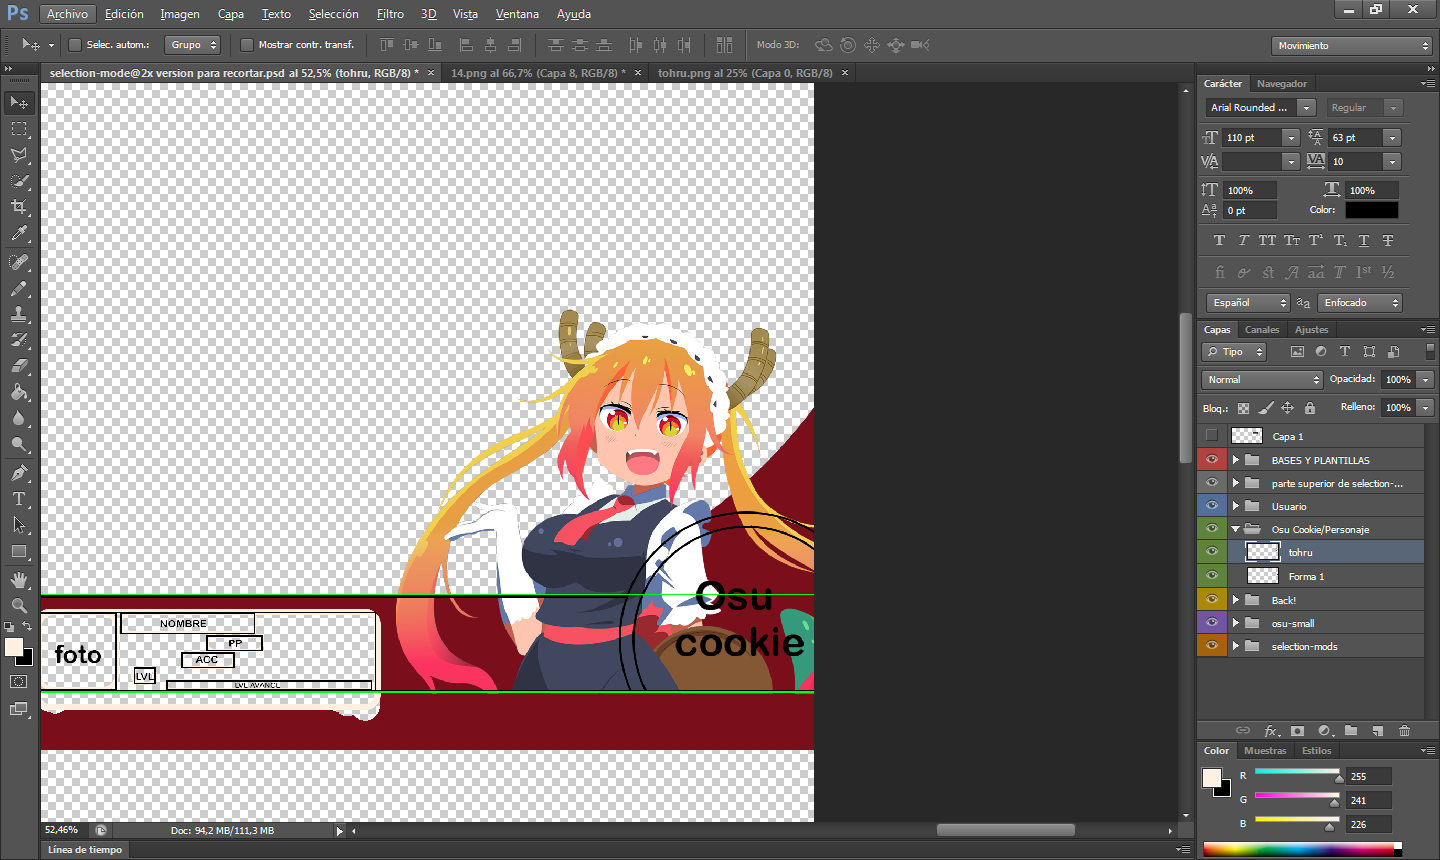 Ps Archivo Edición Imagen Capa Texto Selección Filtro 3D Vista Ventana Ayuda
Selec. autom.: Grupo Mostrar contr. transf. Modo 3D: Movimiento
selection-mode@2x version para recortar.psd al 52,5% (tohru, RGB/8) * × 14.png al 66,7% (Capa 8, RGB/8) * × tohru.png al 25% (Capa 0, RGB/8) ×
Carácter Navegador
Arial Rounded ... Regular
110 pt 63 pt
10
100% 100%
0 pt Color:
Español Enfocado
Capas Canales Ajustes
Tipo
Normal Opacidad: 100%
Bloq.: Relleno: 100%
Capa 1
BASES Y PLANTILLAS
parte superior de selection-...
Usuario
Osu Cookie/Personaje
tohru
Forma 1
Back!
osu-small
selection-mods
Color Muestras Estilos
R 255
G 241
B 226
Osu
cookie
foto
NOMBRE
PP
ACC
LVL
LVL AVANCE
52,46% Doc: 94,2 MB/111,3 MB
Línea de tiempo